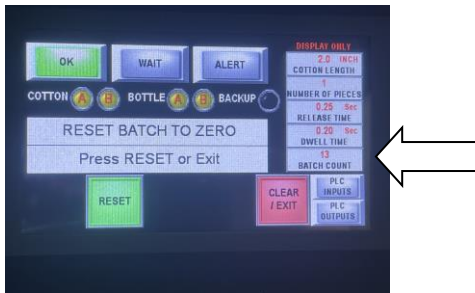 OK WAIT ALERT
COTTON A B BOTTLE A B BACKUP
RESET BATCH TO ZERO
Press RESET or Exit
RESET
CLEAR
/ EXIT
DISPLAY ONLY
2.0 INCH
COTTON LENGTH
1
NUMBER OF PIECES
0.25 Sec
RELEASE TIME
0.20 Sec
DWELL TIME
13
BATCH COUNT
PLC
INPUTS
PLC
OUTPUTS